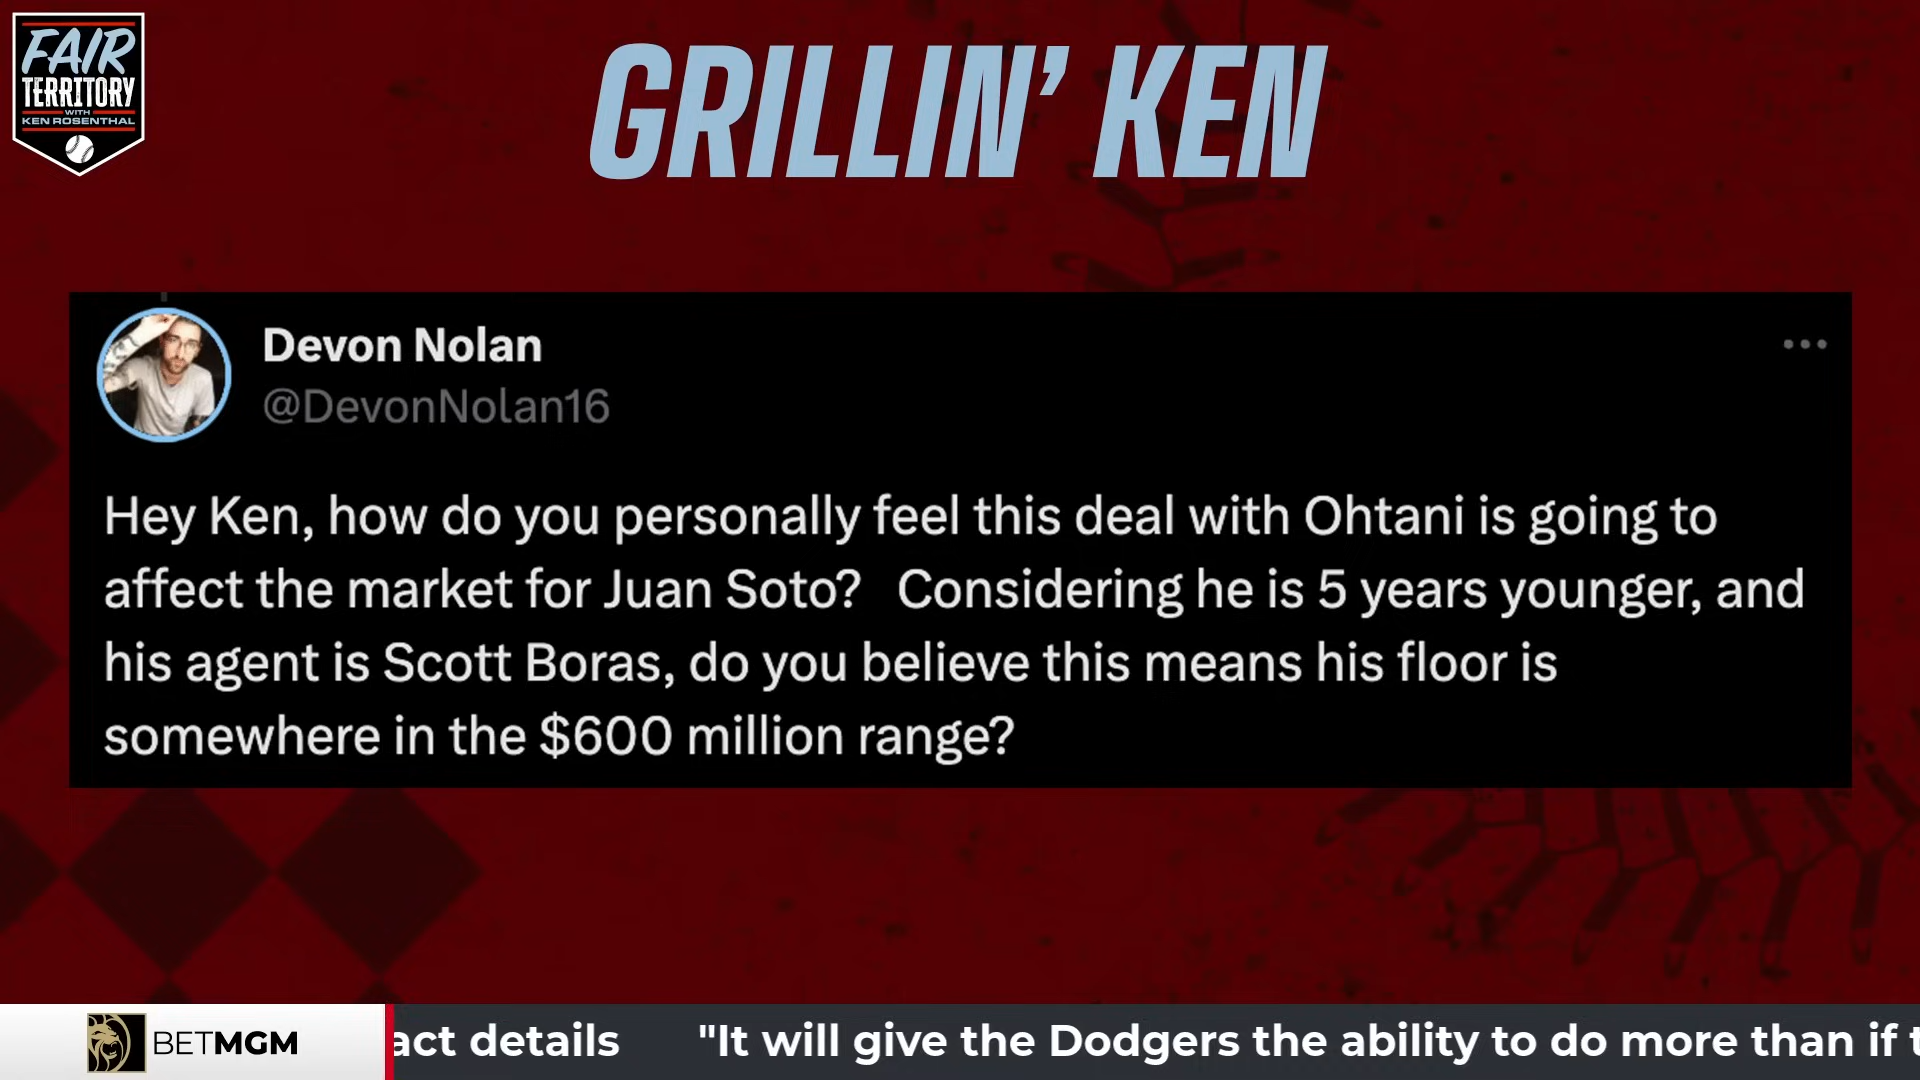 FAIR
TERRITORY
WITH
KEN ROSENTHAL
GRILLIN' KEN
Devon Nolan
@DevonNolan16
Hey Ken, how do you personally feel this deal with Ohtani is going to
affect the market for Juan Soto?   Considering he is 5 years younger, and
his agent is Scott Boras, do you believe this means his floor is
somewhere in the $600 million range?
BETMGM
act details "It will give the Dodgers the ability to do more than if t